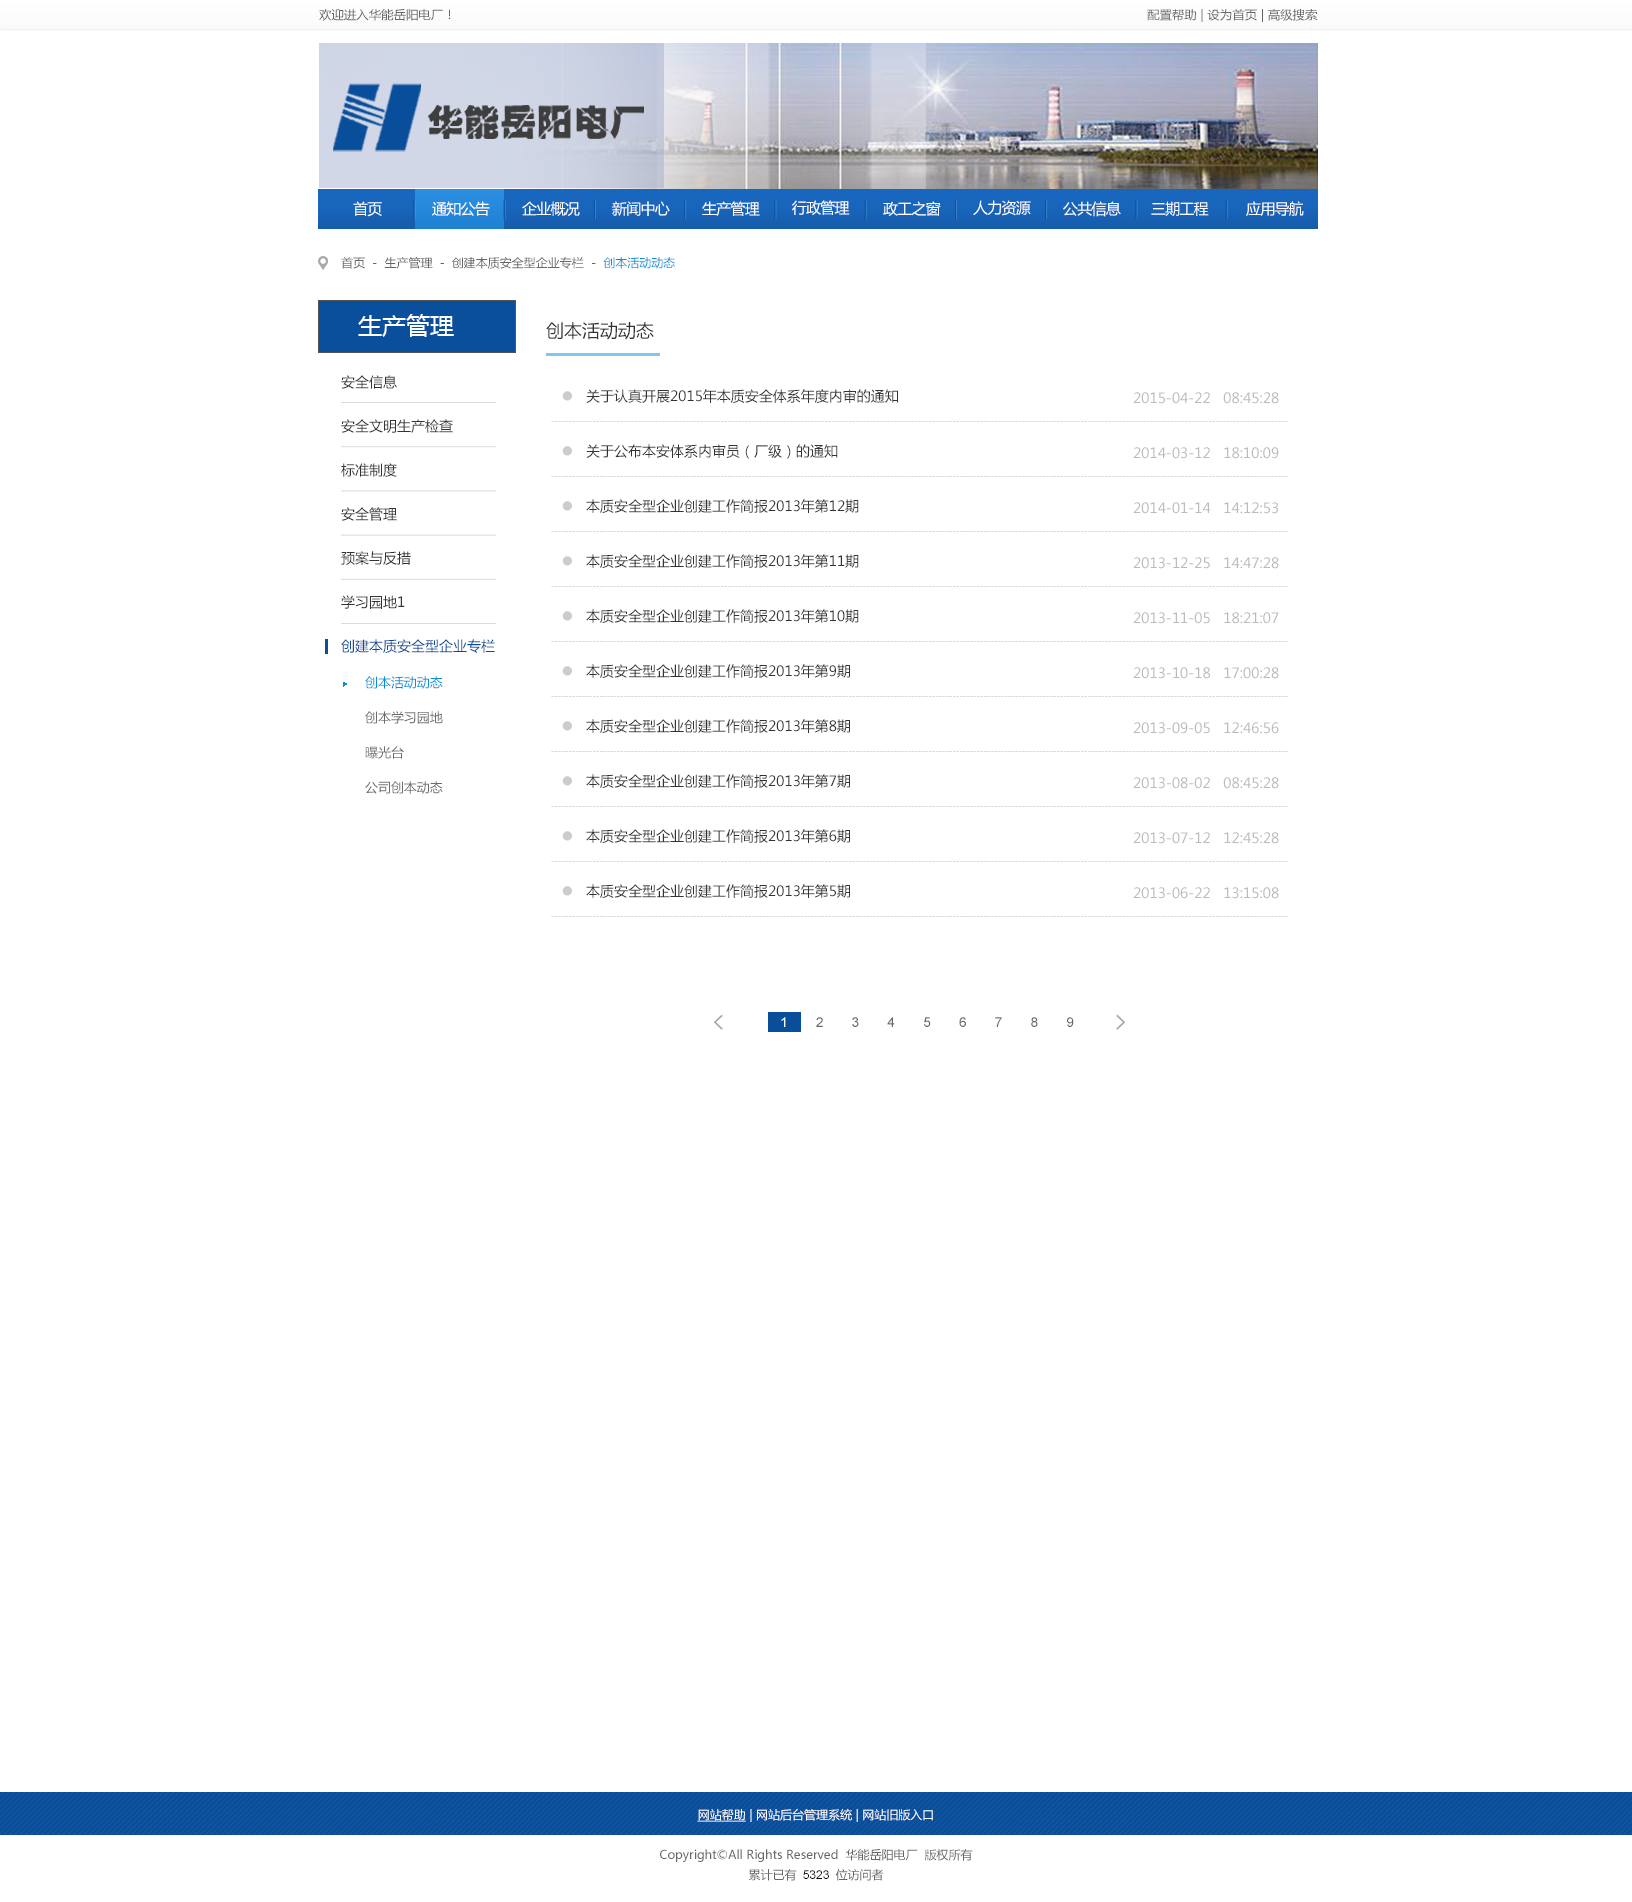 欢迎进入华能岳阳电厂！
配置帮助 | 设为首页 | 高级搜索
华能岳阳电厂
首页 通知公告 企业概况 新闻中心 生产管理 行政管理 政工之窗 人力资源 公共信息 三期工程 应用导航
首页 - 生产管理 - 创建本质安全型企业专栏 - 创本活动动态
生产管理
安全信息
安全文明生产检查
标准制度
安全管理
预案与反措
学习园地1
创建本质安全型企业专栏
创本活动动态
创本学习园地
曝光台
公司创本动态
创本活动动态
关于认真开展2015年本质安全体系年度内审的通知 2015-04-22 08:45:28
关于公布本安体系内审员（厂级）的通知 2014-03-12 18:10:09
本质安全型企业创建工作简报2013年第12期 2014-01-14 14:12:53
本质安全型企业创建工作简报2013年第11期 2013-12-25 14:47:28
本质安全型企业创建工作简报2013年第10期 2013-11-05 18:21:07
本质安全型企业创建工作简报2013年第9期 2013-10-18 17:00:28
本质安全型企业创建工作简报2013年第8期 2013-09-05 12:46:56
本质安全型企业创建工作简报2013年第7期 2013-08-02 08:45:28
本质安全型企业创建工作简报2013年第6期 2013-07-12 12:45:28
本质安全型企业创建工作简报2013年第5期 2013-06-22 13:15:08
1 2 3 4 5 6 7 8 9
网站帮助 | 网站后台管理系统 | 网站旧版入口
Copyright©All Rights Reserved 华能岳阳电厂 版权所有
累计已有 5323 位访问者